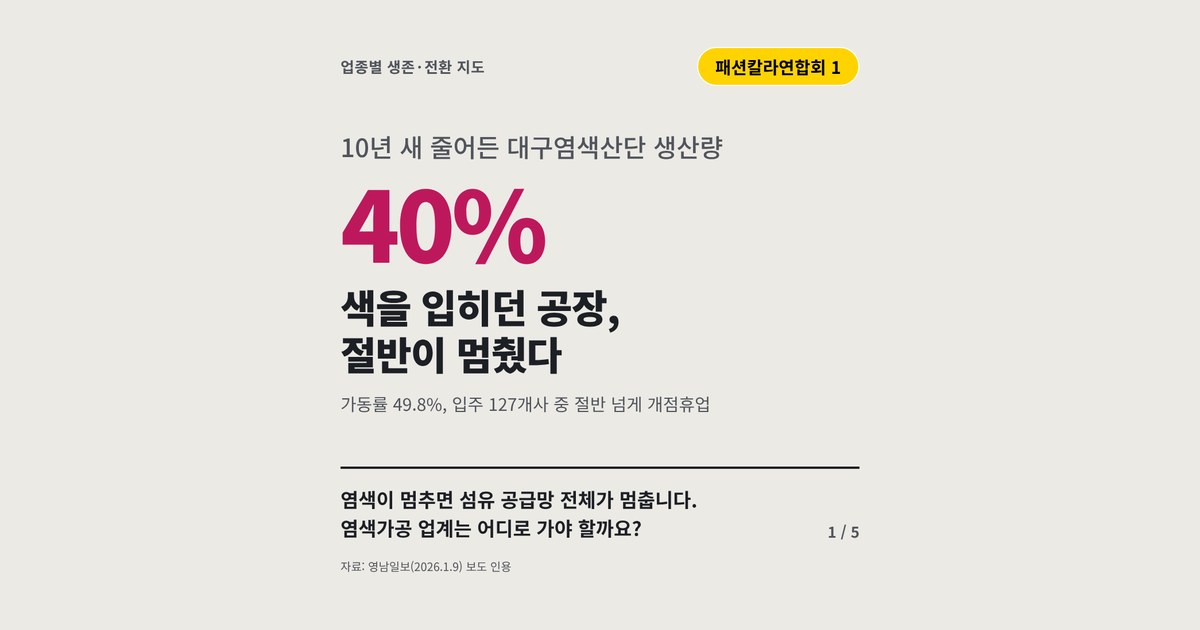 업종별 생존·전환 지도
패션칼라연합회 1
10년 새 줄어든 대구염색산단 생산량
40%
색을 입히던 공장,
절반이 멈췄다
가동률 49.8%, 입주 127개사 중 절반 넘게 개점휴업
염색이 멈추면 섬유 공급망 전체가 멈춥니다.
염색가공 업계는 어디로 가야 할까요?
1 / 5
자료: 영남일보(2026.1.9) 보도 인용